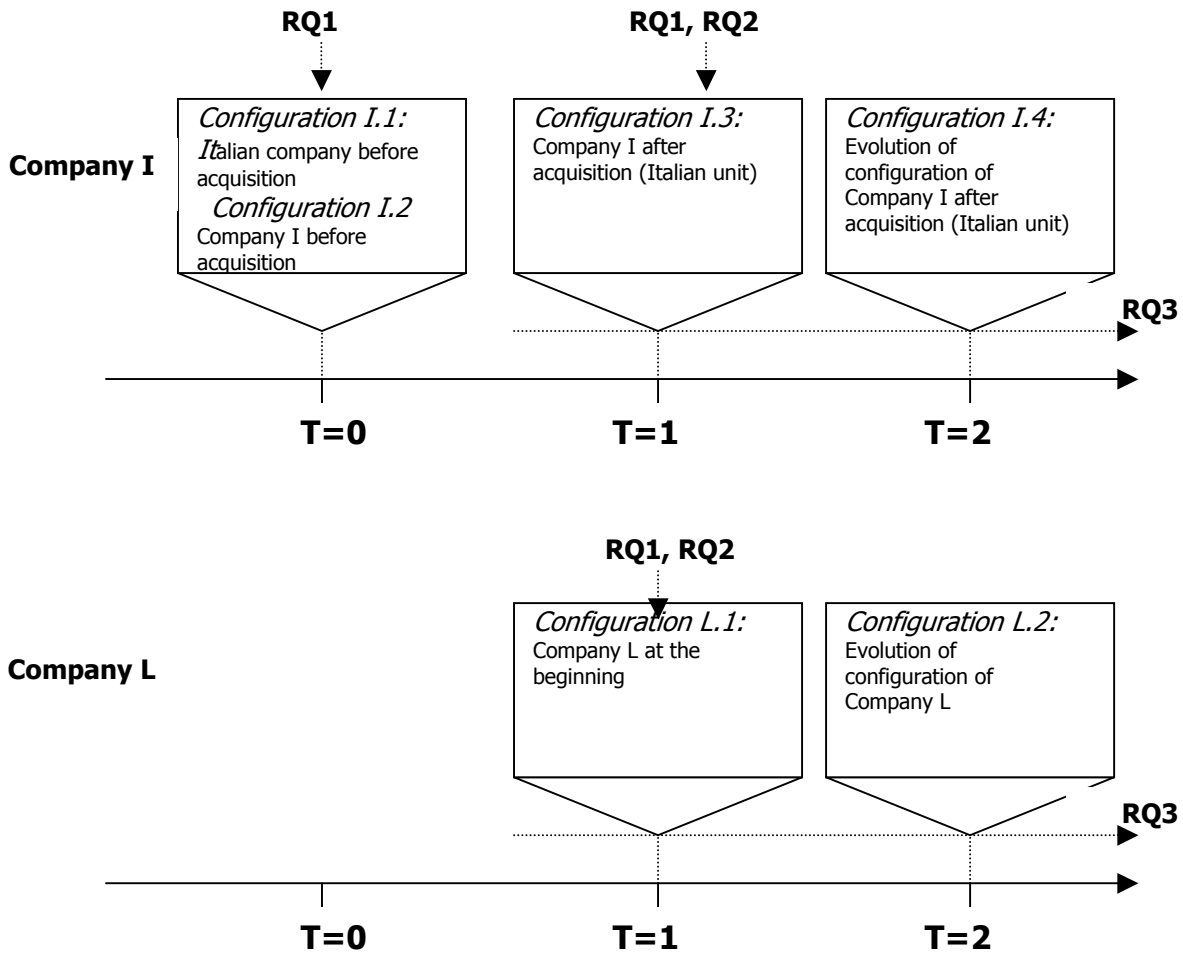 RQ1
RQ1, RQ2
Company I
Configuration I.1:
Italian company before
acquisition
Configuration I.2
Company I before
acquisition
Configuration I.3:
Company I after
acquisition (Italian unit)
Configuration I.4:
Evolution of
configuration of
Company I after
acquisition (Italian unit)
RQ3
T=0
T=1
T=2
RQ1, RQ2
Company L
Configuration L.1:
Company L at the
beginning
Configuration L.2:
Evolution of
configuration of
Company L
RQ3
T=0
T=1
T=2